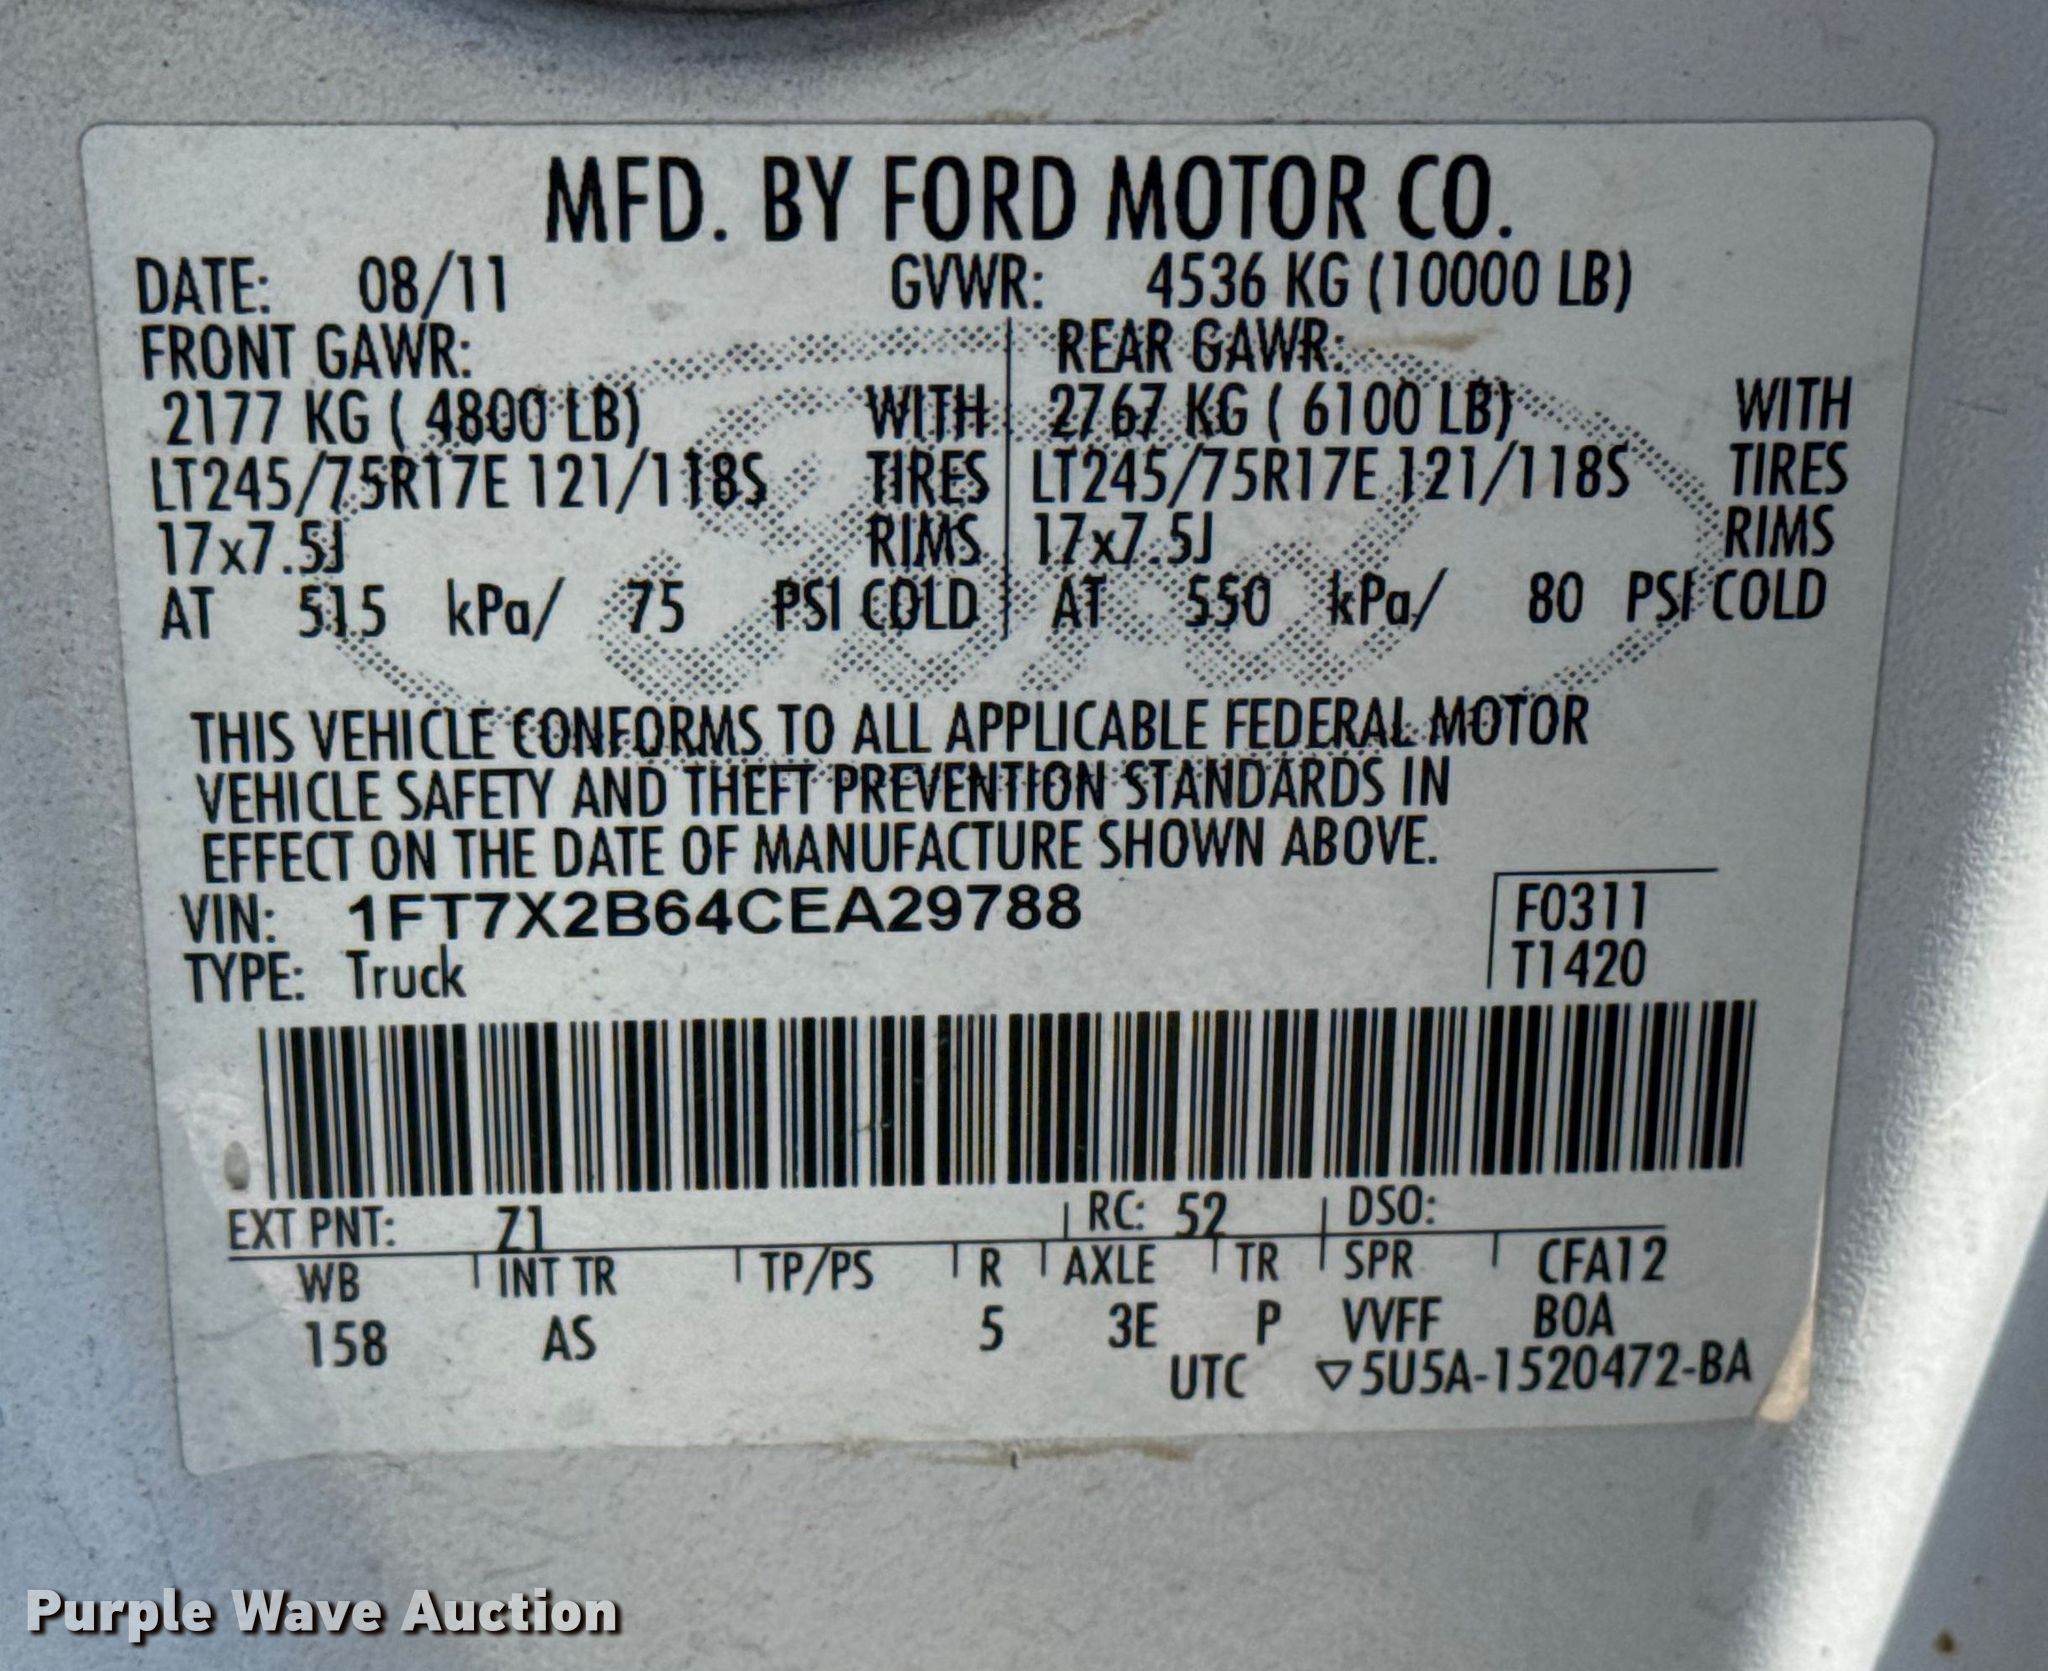 MFD. BY FORD MOTOR CO.
DATE: 08/11 GVWR: 4536 KG (10000 LB)
FRONT GAWR: REAR GAWR:
2177 KG ( 4800 LB) WITH 2767 KG ( 6100 LB) WITH
LT245/75R17E 121/118S TIRES LT245/75R17E 121/118S TIRES
17x7.5J RIMS 17x7.5J RIMS
AT 515 kPa/ 75 PSI COLD AT 550 kPa/ 80 PSI COLD
THIS VEHICLE CONFORMS TO ALL APPLICABLE FEDERAL MOTOR
VEHICLE SAFETY AND THEFT PREVENTION STANDARDS IN
EFFECT ON THE DATE OF MANUFACTURE SHOWN ABOVE.
VIN: 1FT7X2B64CEA29788 F0311
TYPE: Truck T1420
EXT PNT: Z1 RC: 52 DSO:
WB INT TR TP/PS R AXLE TR SPR CFA12
158 AS 5 3E P VVFF BOA
UTC ▽5U5A-1520472-BA
Purple Wave Auction